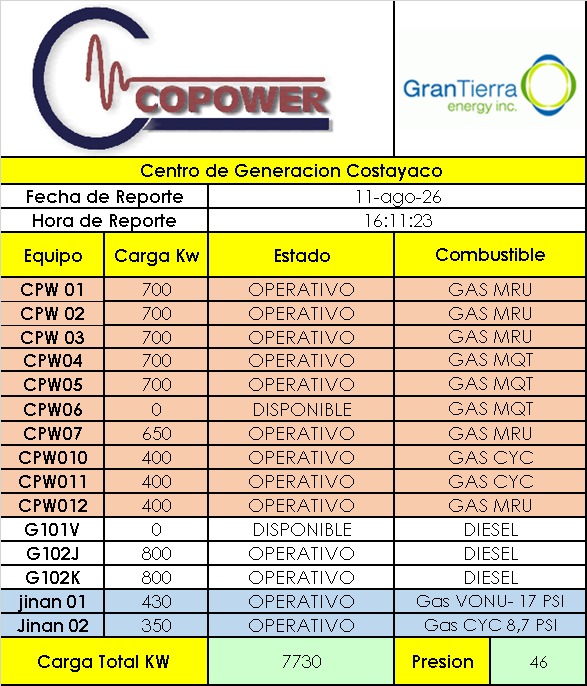 COPOWER
GranTierra
energy inc.
Centro de Generacion Costayaco
Fecha de Reporte 11-ago-26
Hora de Reporte 16:11:23
Equipo Carga Kw Estado Combustible
CPW 01 700 OPERATIVO GAS MRU
CPW 02 700 OPERATIVO GAS MRU
CPW 03 700 OPERATIVO GAS MRU
CPW04 700 OPERATIVO GAS MQT
CPW05 700 OPERATIVO GAS MQT
CPW06 0 DISPONIBLE GAS MQT
CPW07 650 OPERATIVO GAS MRU
CPW010 400 OPERATIVO GAS CYC
CPW011 400 OPERATIVO GAS CYC
CPW012 400 OPERATIVO GAS MRU
G101V 0 DISPONIBLE DIESEL
G102J 800 OPERATIVO DIESEL
G102K 800 OPERATIVO DIESEL
jinan 01 430 OPERATIVO Gas VONU- 17 PSI
Jinan 02 350 OPERATIVO Gas CYC 8,7 PSI
Carga Total KW 7730 Presion 46